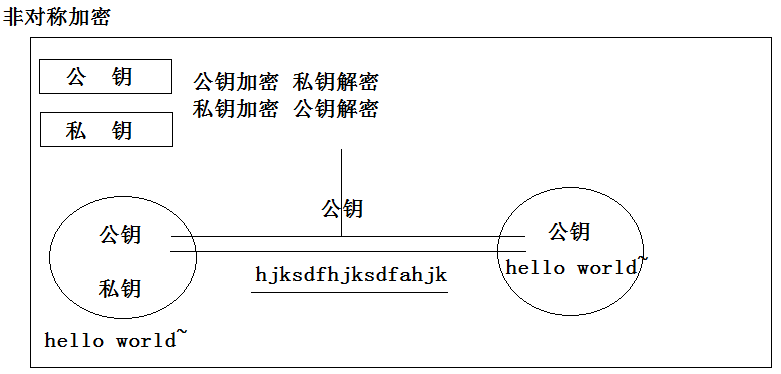 非对称加密
公 钥
公钥加密 私钥解密
私 钥
私钥加密 公钥解密
公钥
公钥
私钥
公钥
hello world~
hjksdfhjksdfahjk
hello world~